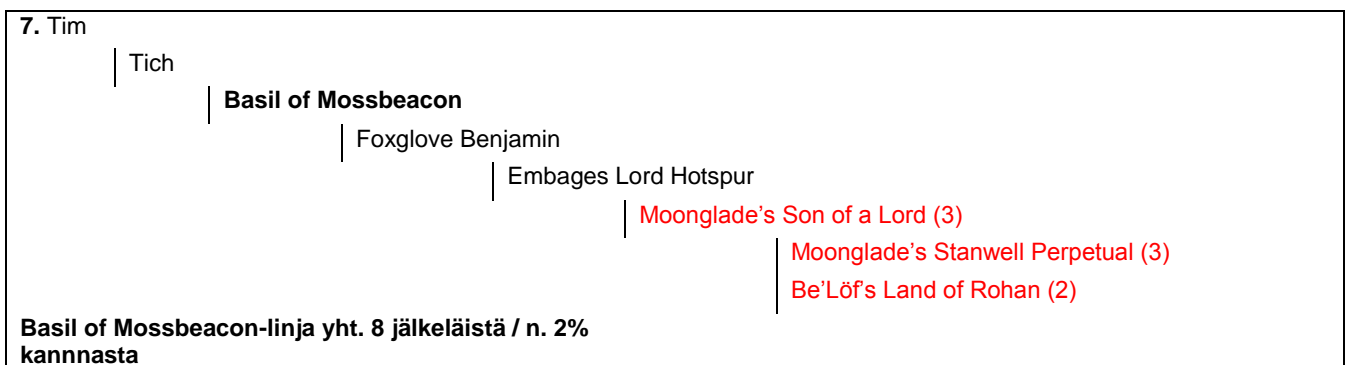 7. Tim
Tich
Basil of Mossbeacon
Foxglove Benjamin
Embages Lord Hotspur
Moonglade’s Son of a Lord (3)
Moonglade’s Stanwell Perpetual (3)
Be’Löf’s Land of Rohan (2)
Basil of Mossbeacon-linja yht. 8 jälkeläistä / n. 2%
kannnasta